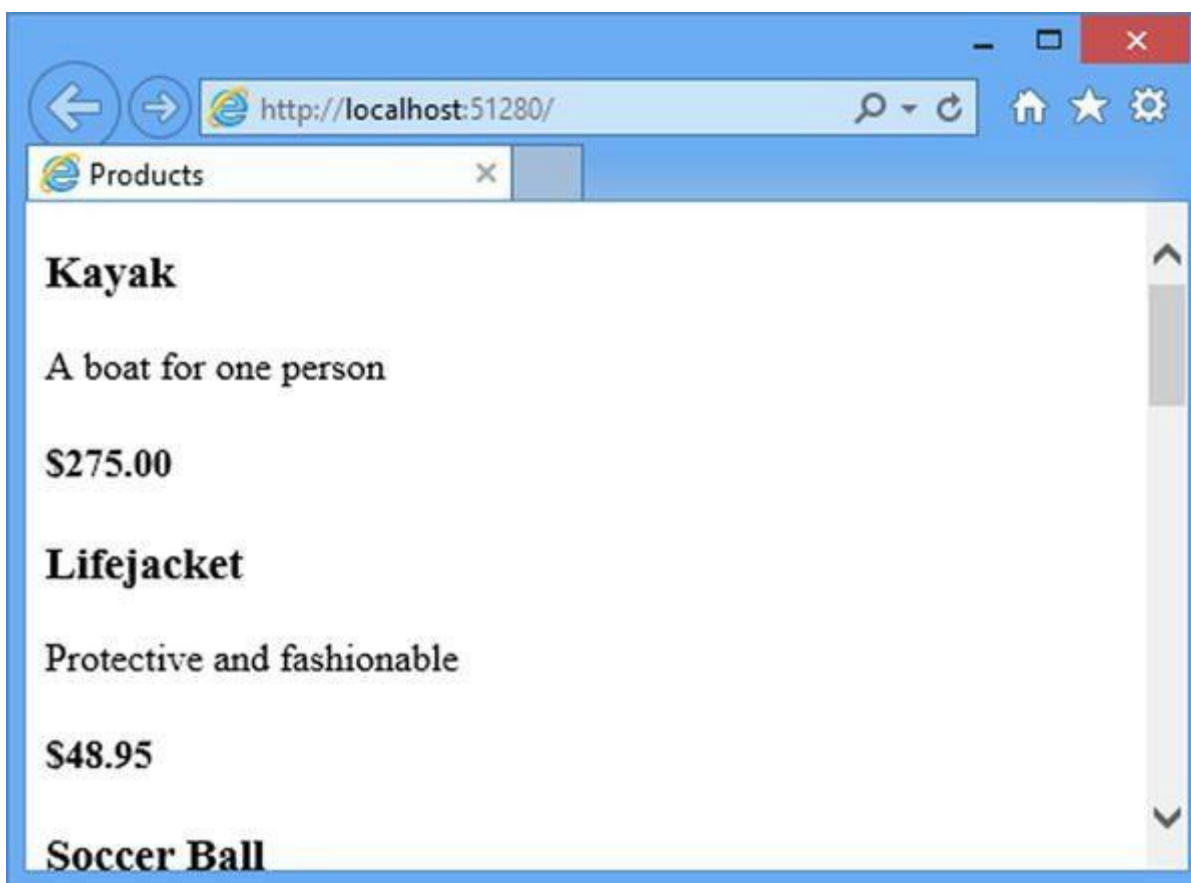 http://localhost:51280/
Products
Kayak
A boat for one person
$275.00
Lifejacket
Protective and fashionable
$48.95
Soccer Ball